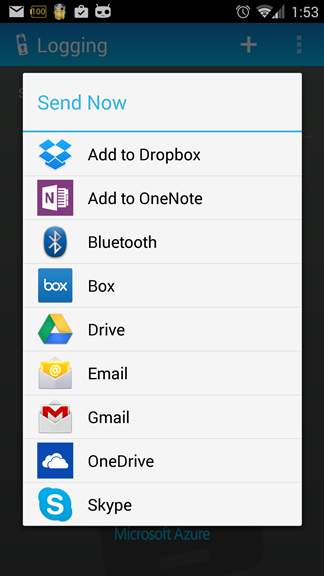 100
1:53
Logging
Send Now
Add to Dropbox
Add to OneNote
Bluetooth
box
Box
Drive
Email
Gmail
OneDrive
Skype
Microsoft Azure